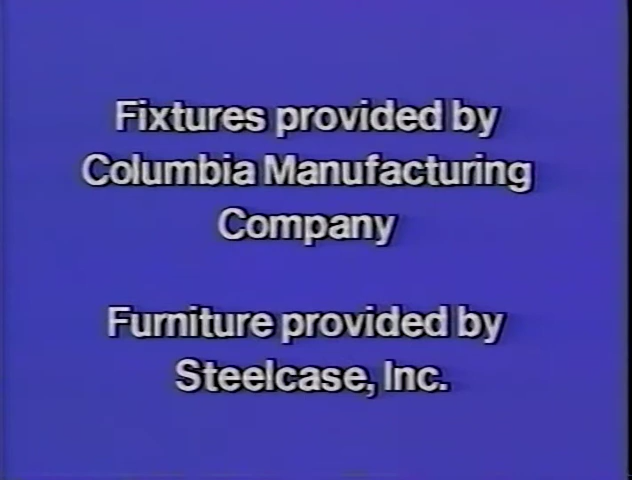 Fixtures provided by
Columbia Manufacturing
Company
Furniture provided by
Steelcase, Inc.